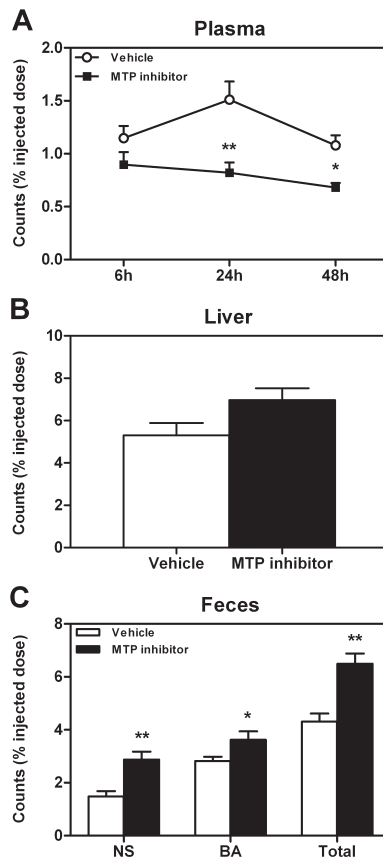 A
Plasma
Vehicle
MTP inhibitor
Counts (% injected dose)
2.0
1.5
1.0
0.5
0.0
**
*
6h 24h 48h
B
Liver
Counts (% injected dose)
10
8
6
4
2
0
Vehicle MTP inhibitor
C
Feces
Vehicle
MTP inhibitor
Counts (% injected dose)
8
6
4
2
0
**
*
**
NS BA Total